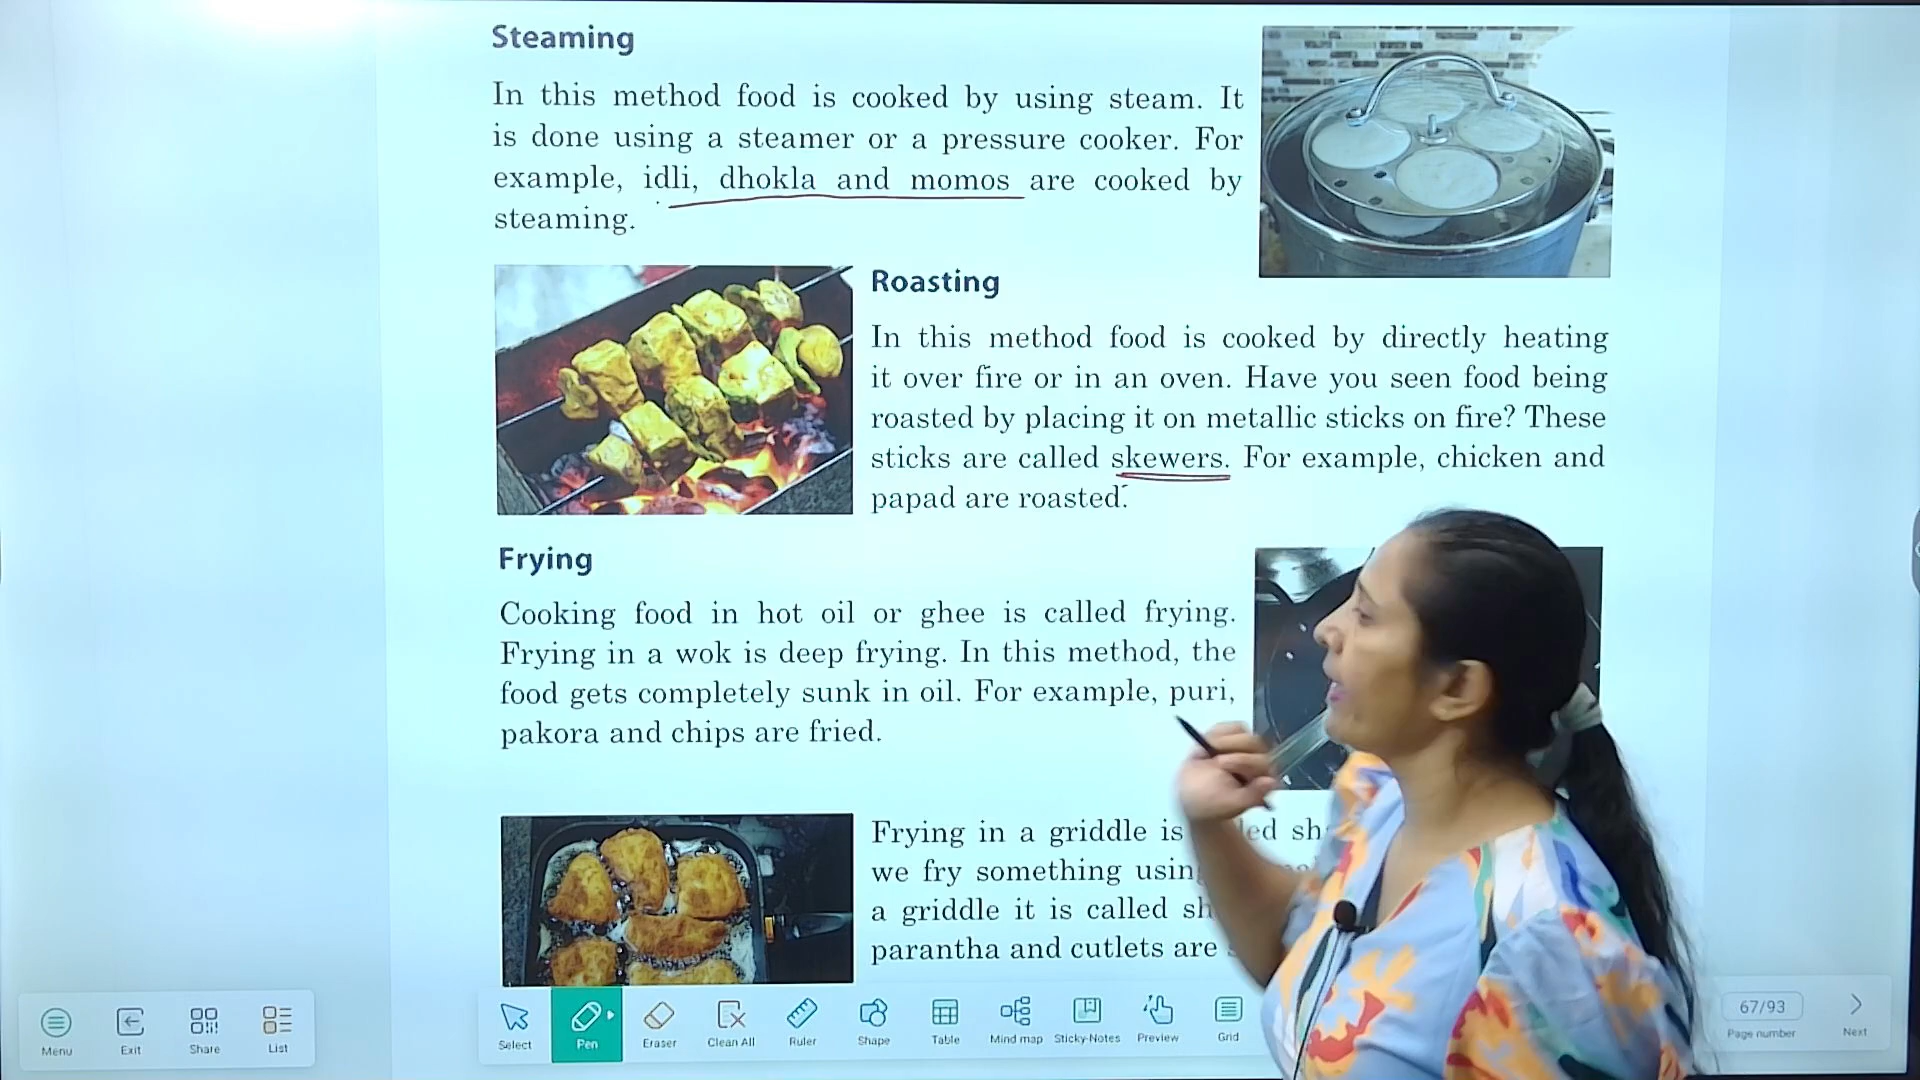 Steaming
In this method food is cooked by using steam. It
is done using a steamer or a pressure cooker. For
example, idli, dhokla and momos are cooked by
steaming.
Roasting
In this method food is cooked by directly heating
it over fire or in an oven. Have you seen food being
roasted by placing it on metallic sticks on fire? These
sticks are called skewers. For example, chicken and
papad are roasted.
Frying
Cooking food in hot oil or ghee is called frying.
Frying in a wok is deep frying. In this method, the
food gets completely sunk in oil. For example, puri,
pakora and chips are fried.
Frying in a griddle is
we fry something using
a griddle it is called
parantha and cutlets are
Menu
Exit
Share
List
Select
Pen
Eraser
Clean All
Ruler
Shape
Table
Mind map
Sticky-Notes
Preview
Grid
67/93
Page number
Next